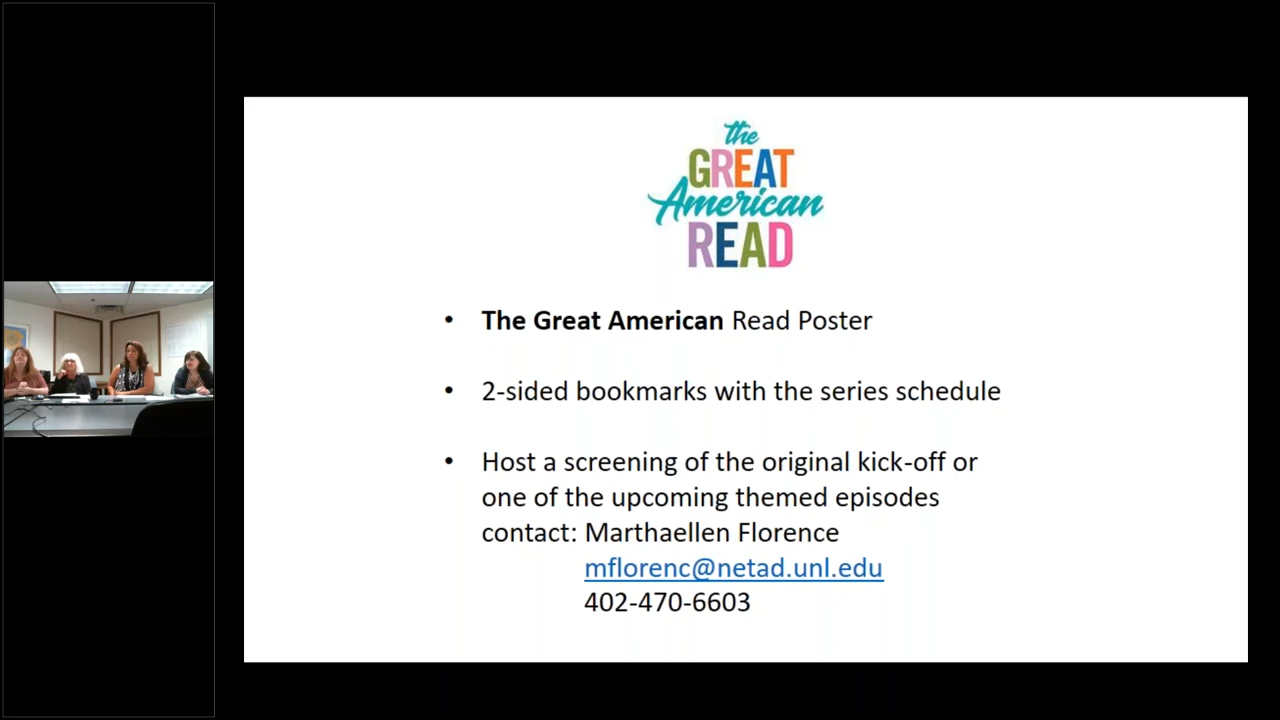 the
GREAT
American
READ
• The Great American Read Poster
• 2-sided bookmarks with the series schedule
• Host a screening of the original kick-off or
one of the upcoming themed episodes
contact: Marthaellen Florence
mflorenc@netad.unl.edu
402-470-6603